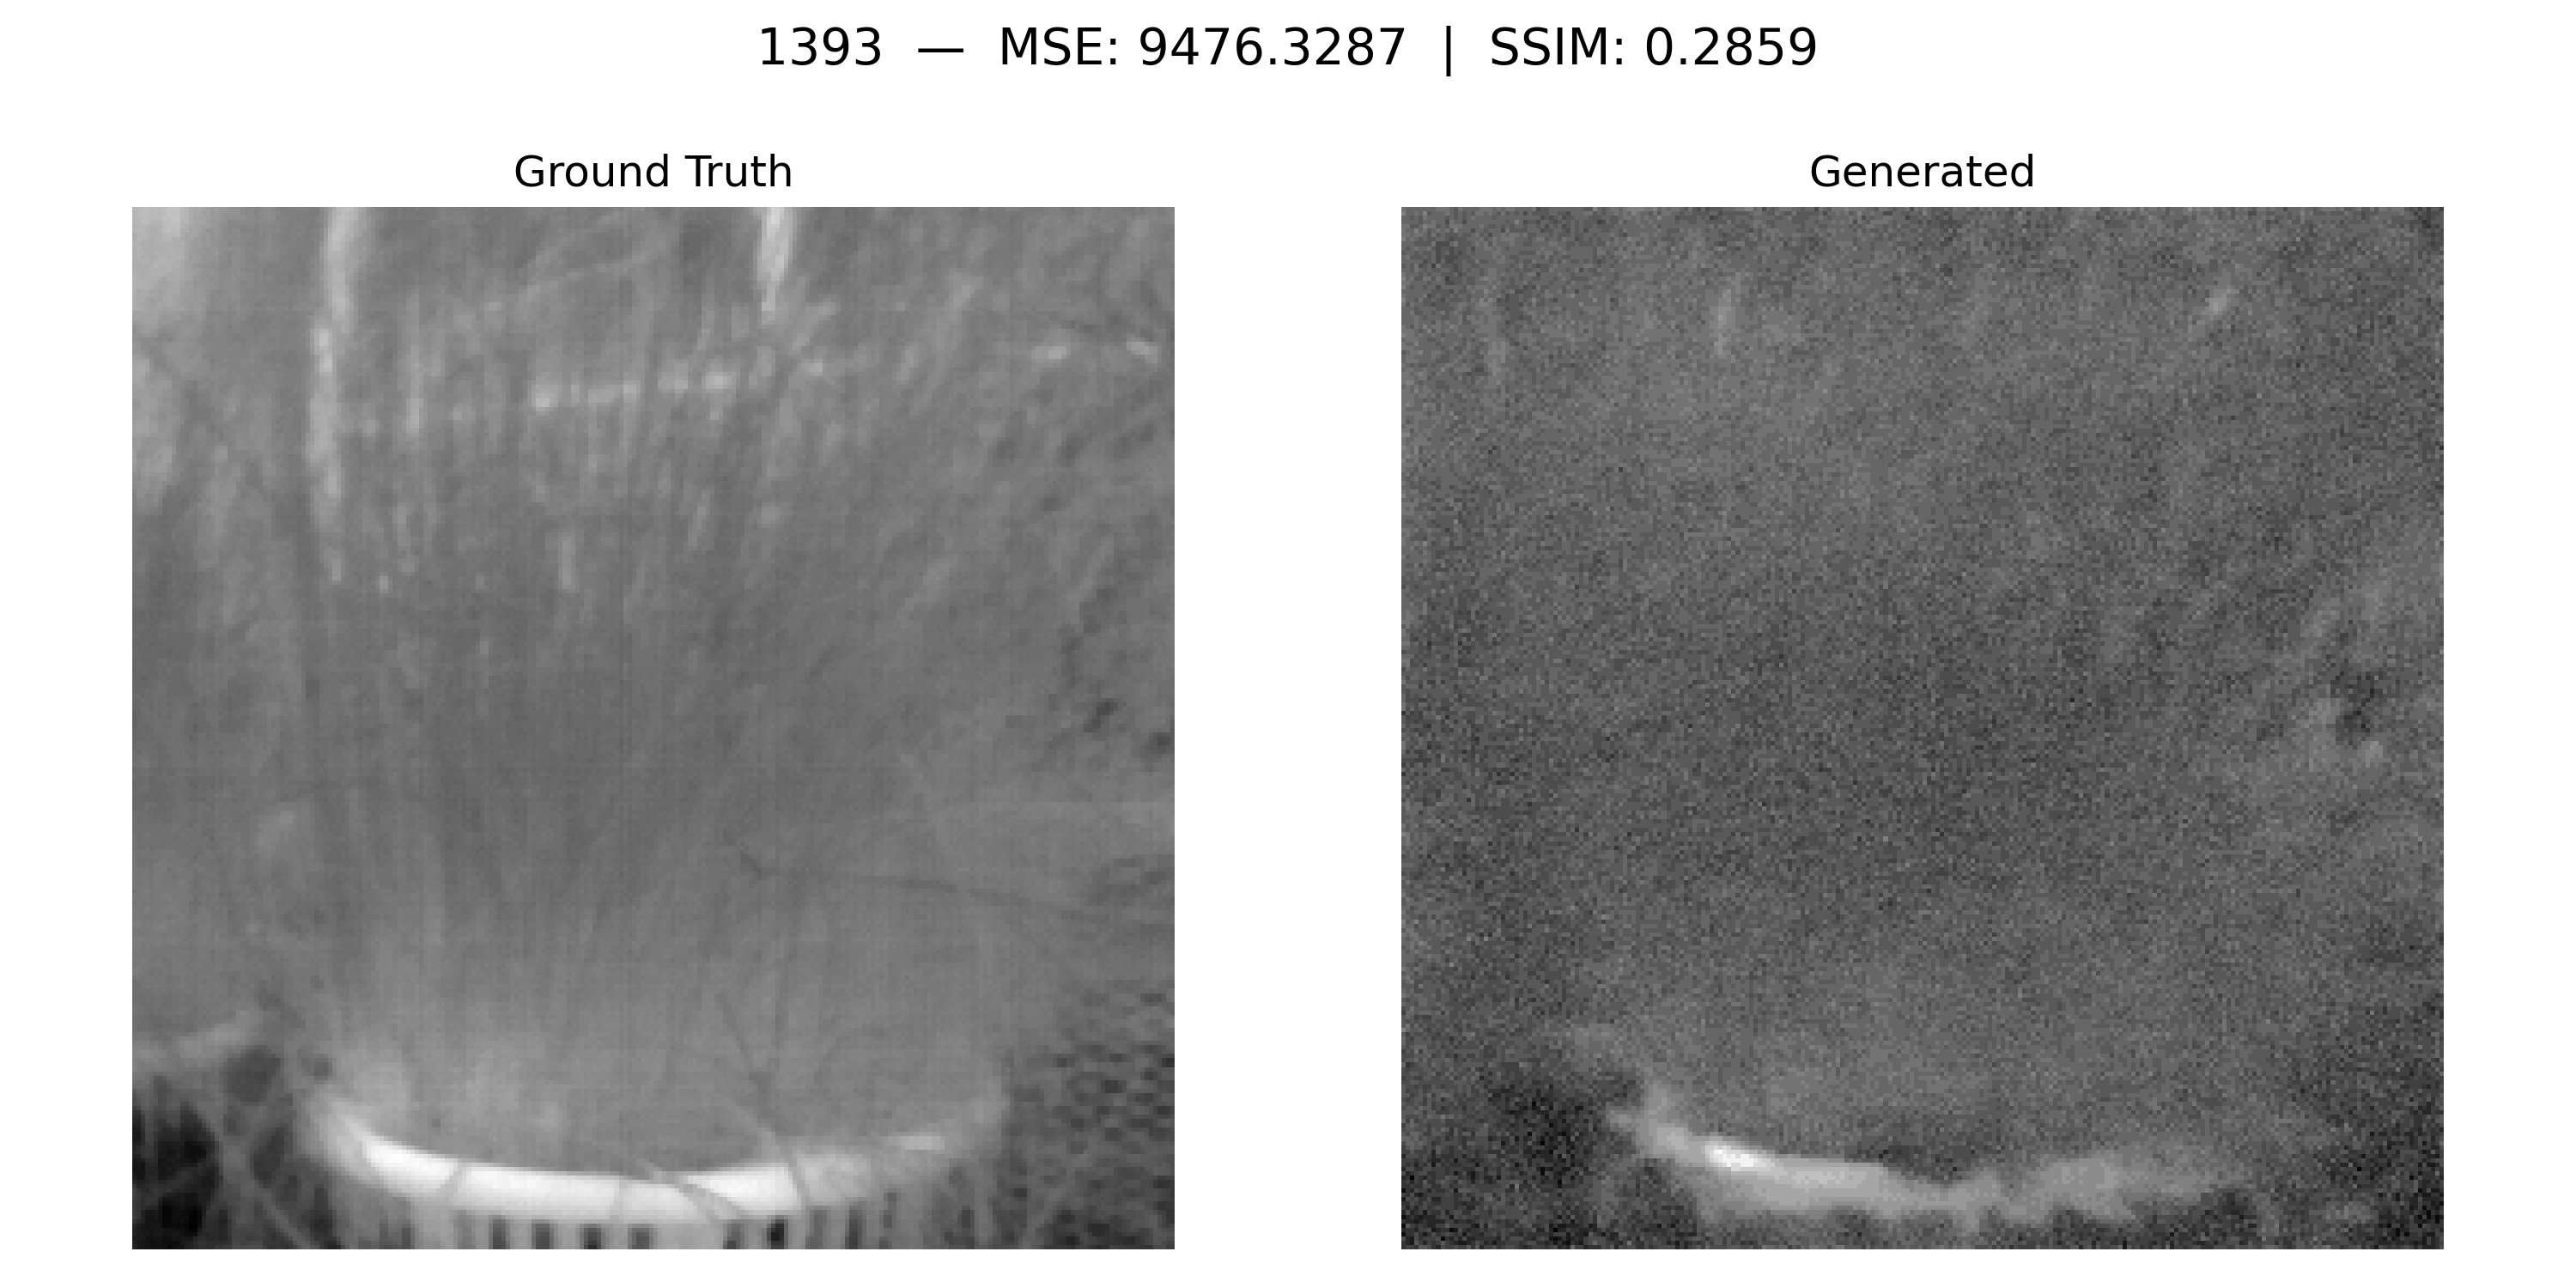 1393 — MSE: 9476.3287 | SSIM: 0.2859
Ground Truth
Generated